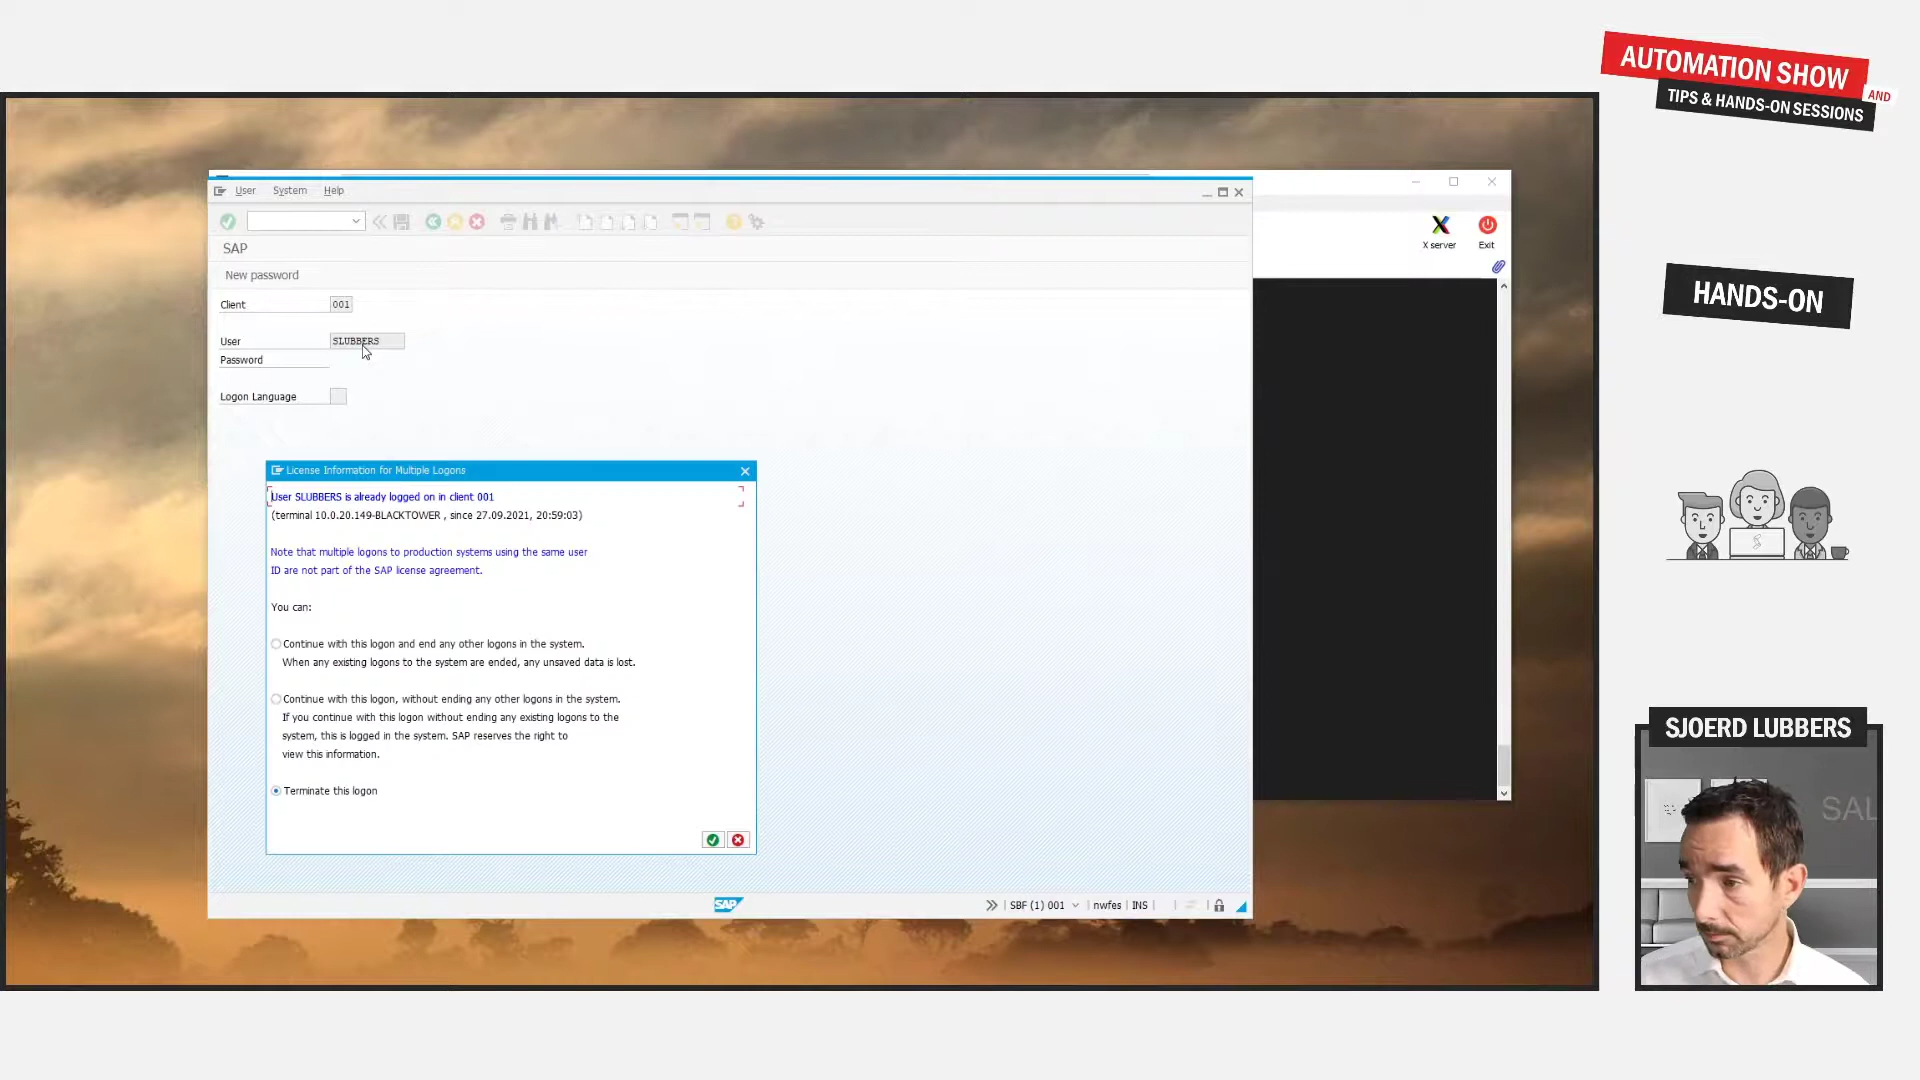 AUTOMATION SHOW
AND
TIPS & HANDS-ON SESSIONS
User System Help
X server
Exit
SAP
New password
Client 001
HANDS-ON
User SLUBBERS
Password
Logon Language
License Information for Multiple Logons
User SLUBBERS is already logged on in client 001
(terminal 10.0.20.149-BLACKTOWER , since 27.09.2021, 20:59:03)
Note that multiple logons to production systems using the same user
ID are not part of the SAP license agreement.
You can:
Continue with this logon and end any other logons in the system.
When any existing logons to the system are ended, any unsaved data is lost.
Continue with this logon, without ending any other logons in the system.
If you continue with this logon without ending any existing logons to the
system, this is logged in the system. SAP reserves the right to
view this information.
Terminate this logon
SJOERD LUBBERS
SAL
SAP
SBF (1) 001
nwfes
INS